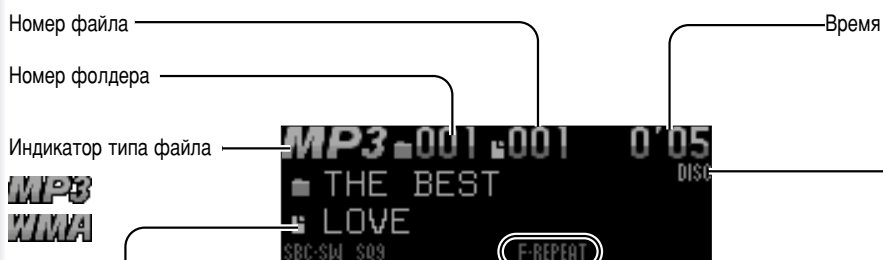 Номер файла
Время
Номер фолдера
Индикатор типа файла
MP3 001 001 0'05
DISC
THE BEST
MP3
WMA
LOVE
SBC-SW SQ9 F-REPEAT